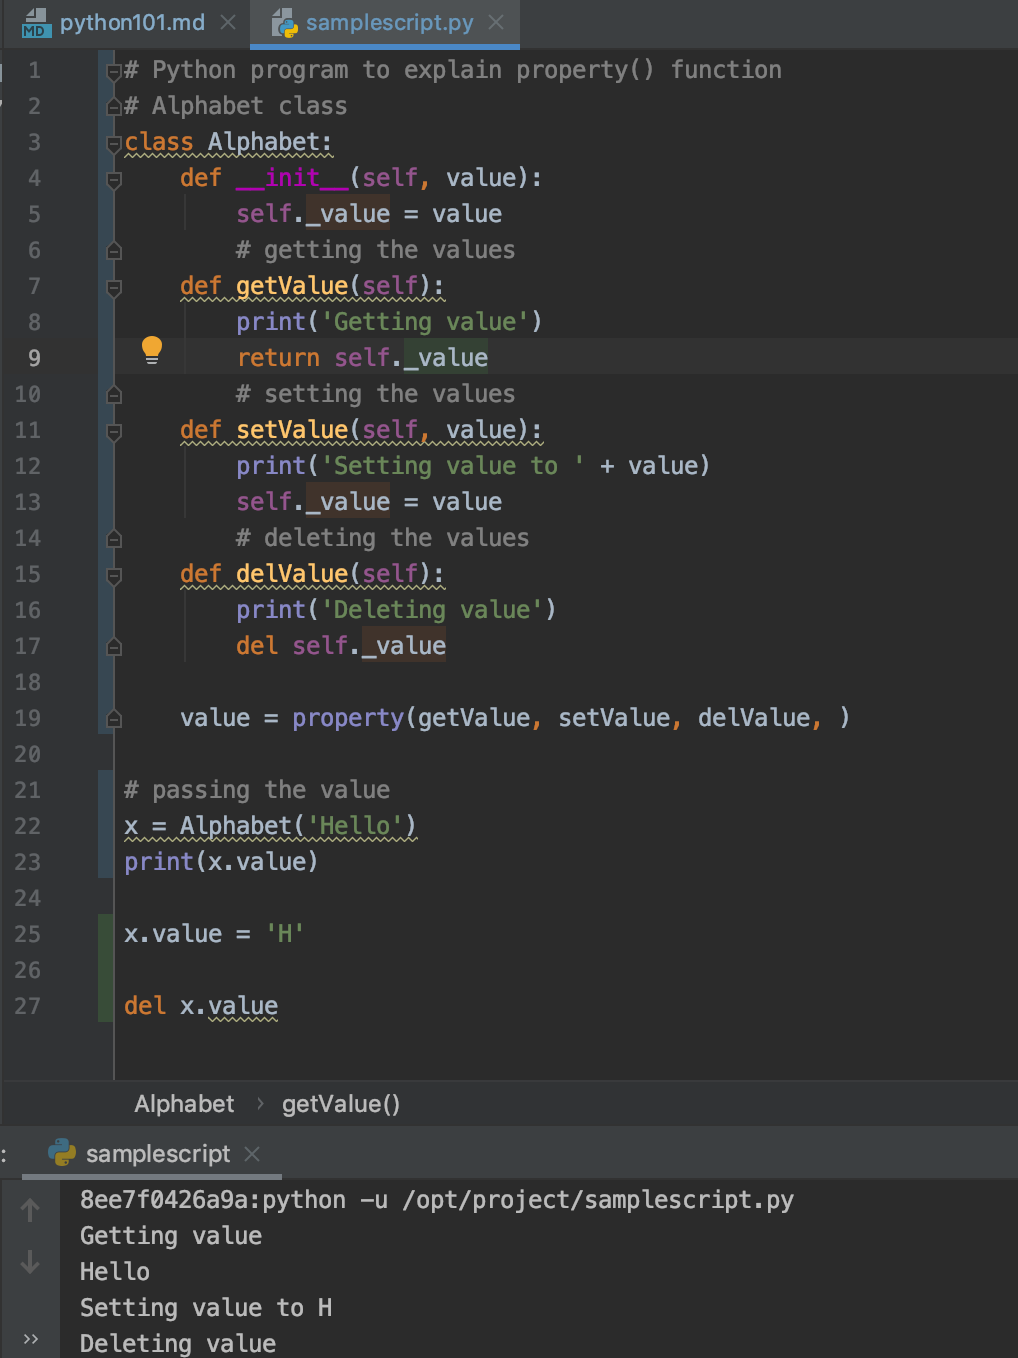 python101.md
samplescript.py
1 # Python program to explain property() function
2 # Alphabet class
3 class Alphabet:
4     def __init__(self, value):
5         self._value = value
6         # getting the values
7     def getValue(self):
8         print('Getting value')
9         return self._value
10         # setting the values
11     def setValue(self, value):
12         print('Setting value to ' + value)
13         self._value = value
14         # deleting the values
15     def delValue(self):
16         print('Deleting value')
17         del self._value
18
19     value = property(getValue, setValue, delValue, )
20
21 # passing the value
22 x = Alphabet('Hello')
23 print(x.value)
24
25 x.value = 'H'
26
27 del x.value
Alphabet › getValue()
: samplescript
8ee7f0426a9a:python -u /opt/project/samplescript.py
Getting value
Hello
Setting value to H
Deleting value